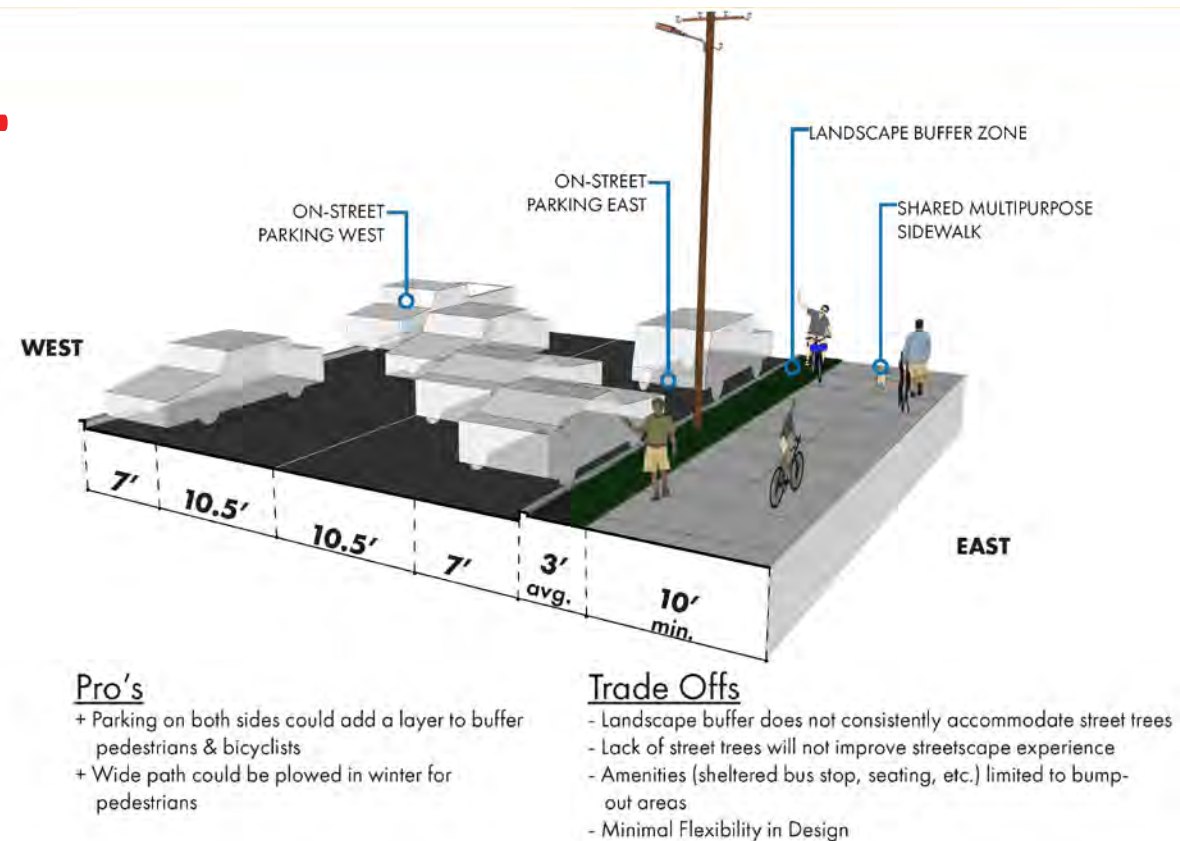 LANDSCAPE BUFFER ZONE
ON-STREET
PARKING EAST
ON-STREET
PARKING WEST
SHARED MULTIPURPOSE
SIDEWALK
WEST
EAST
7'
10.5'
10.5'
7'
3'
avg.
10'
min.
Pro's
+ Parking on both sides could add a layer to buffer
pedestrians & bicyclists
+ Wide path could be plowed in winter for
pedestrians
Trade Offs
- Landscape buffer does not consistently accommodate street trees
- Lack of street trees will not improve streetscape experience
- Amenities (sheltered bus stop, seating, etc.) limited to bump-
out areas
- Minimal Flexibility in Design